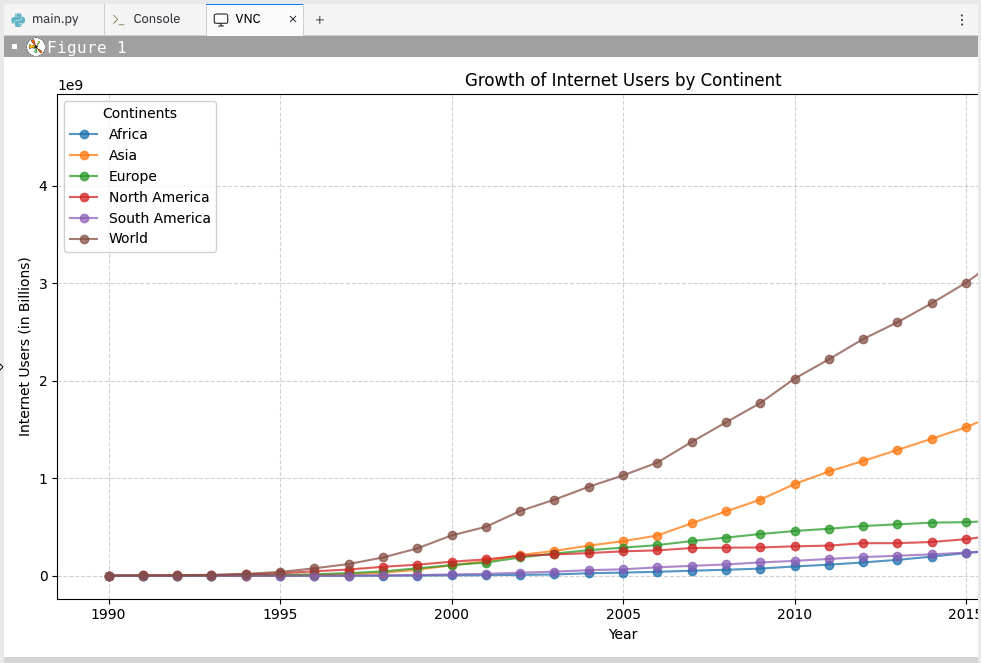 main.py
Console
VNC
Figure 1
Growth of Internet Users by Continent
1e9
Continents
Africa
Asia
Europe
North America
South America
World
4
3
2
1
0
Internet Users (in Billions)
1990 1995 2000 2005 2010 2015
Year